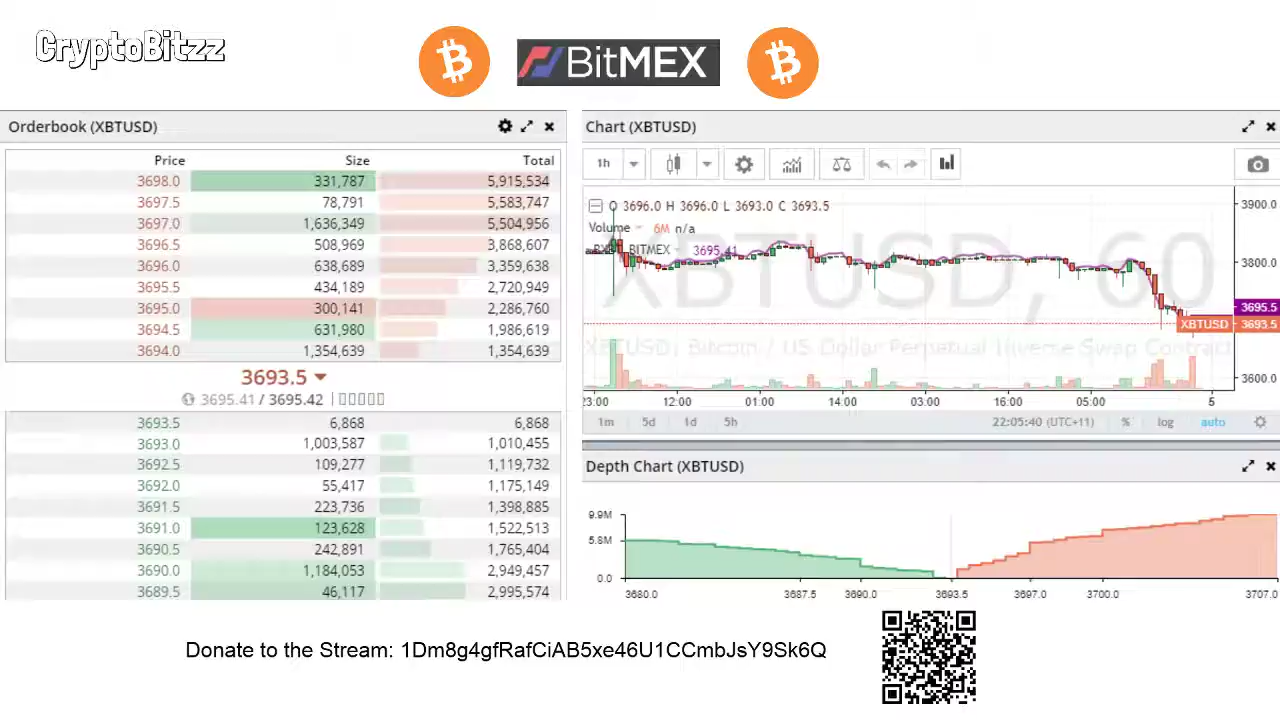 CryptoBitzz
BitMEX
Orderbook (XBTUSD)
Price Size Total
3698.0 331,787 5,915,534
3697.5 78,791 5,583,747
3697.0 1,636,349 5,504,956
3696.5 508,969 3,868,607
3696.0 638,689 3,359,638
3695.5 434,189 2,720,949
3695.0 300,141 2,286,760
3694.5 631,980 1,986,619
3694.0 1,354,639 1,354,639
3693.5
3695.41 / 3695.42
3693.5 6,868 6,868
3693.0 1,003,587 1,010,455
3692.5 109,277 1,119,732
3692.0 55,417 1,175,149
3691.5 223,736 1,398,885
3691.0 123,628 1,522,513
3690.5 242,891 1,765,404
3690.0 1,184,053 2,949,457
3689.5 46,117 2,995,574
Chart (XBTUSD)
1h
O 3696.0 H 3696.0 L 3693.0 C 3693.5
Volume 6M n/a
BITMEX 3695.41
XBTUSD, 60
XBTUSD, Bitcoin / US Dollar Perpetual Inverse Swap Contract
3900.0
3800.0
3695.5
XBTUSD 3693.5
3600.0
23:00 12:00 01:00 14:00 03:00 16:00 05:00 5
1m 5d 1d 5h 22:05:40 (UTC+11) % log auto
Depth Chart (XBTUSD)
9.9M
5.8M
0.0
3680.0 3687.5 3690.0 3693.5 3697.0 3700.0 3707.0
Donate to the Stream: 1Dm8g4gfRafCiAB5xe46U1CCmbJsY9Sk6Q